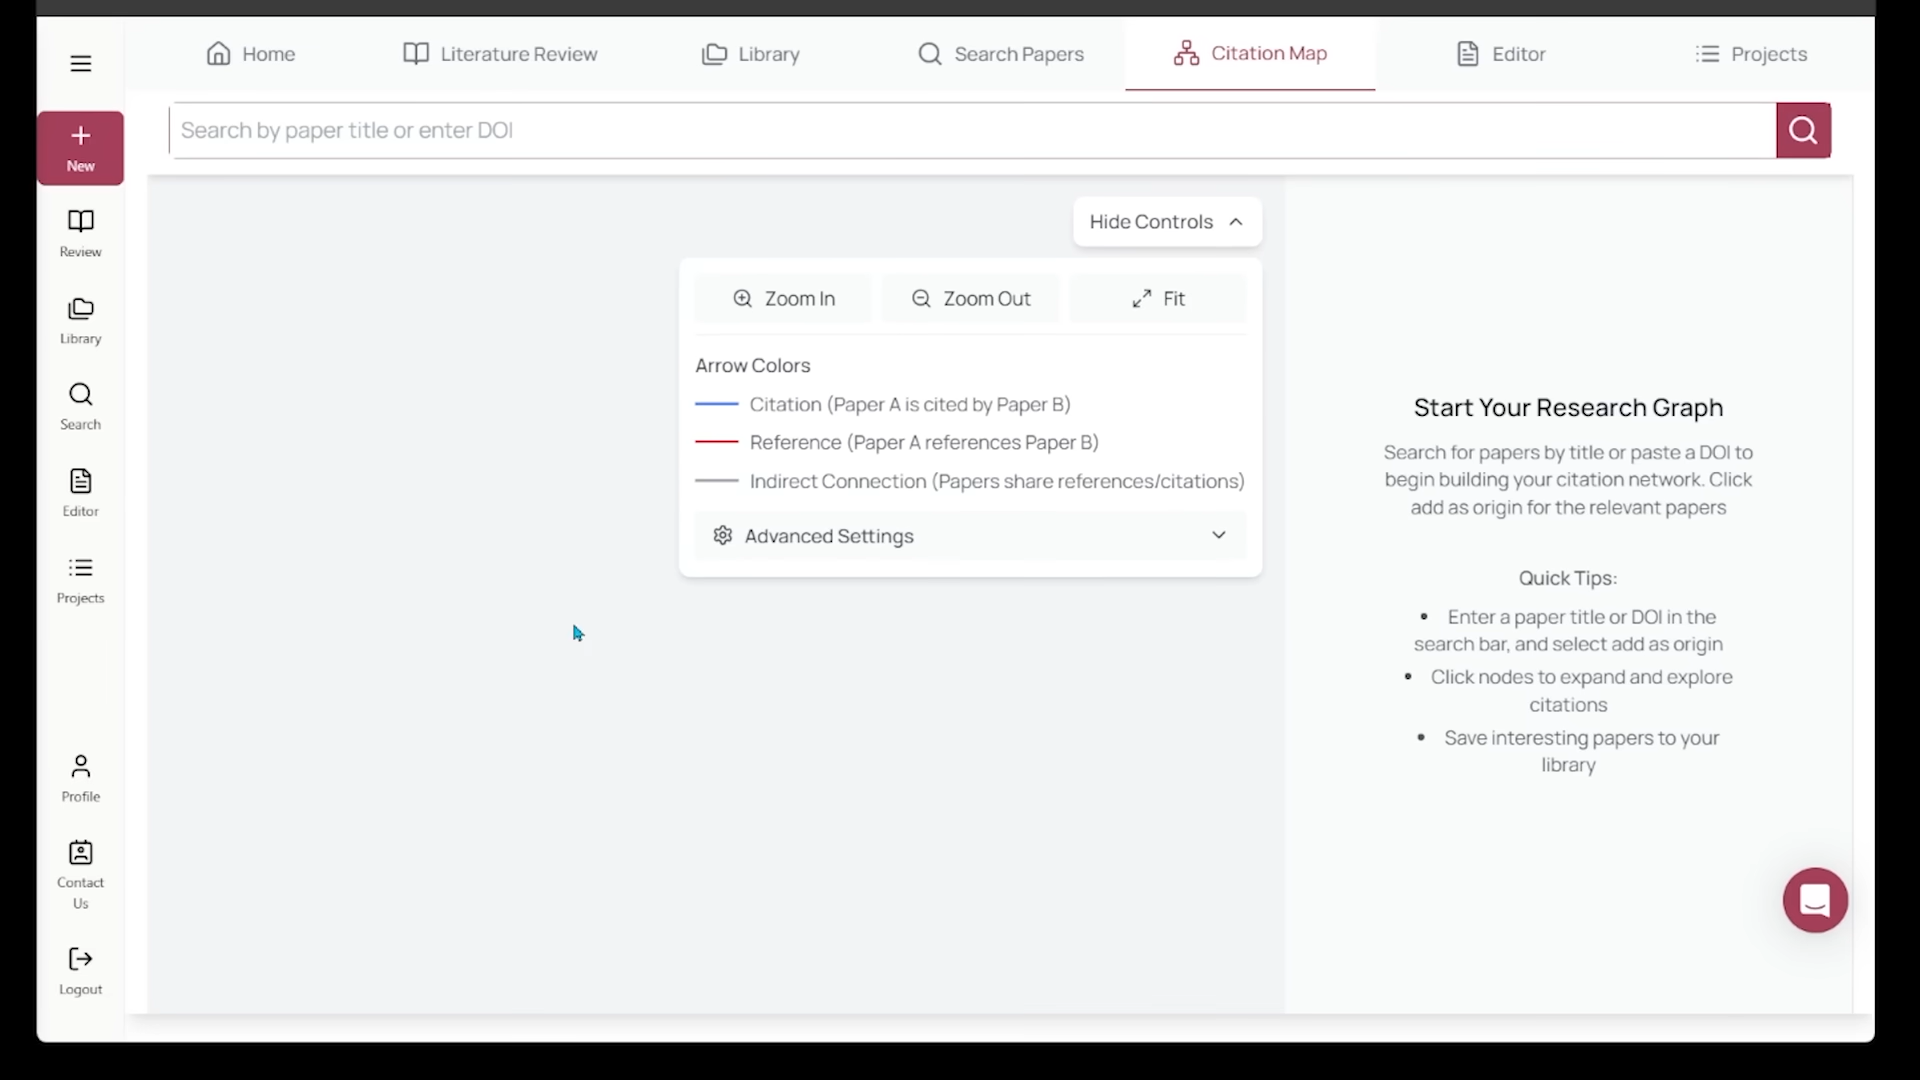 Home
Literature Review
Library
Search Papers
Citation Map
Editor
Projects
New
Review
Library
Search
Editor
Projects
Profile
Contact
Us
Logout
Search by paper title or enter DOI
Hide Controls
Zoom In
Zoom Out
Fit
Arrow Colors
Citation (Paper A is cited by Paper B)
Reference (Paper A references Paper B)
Indirect Connection (Papers share references/citations)
Advanced Settings
Start Your Research Graph
Search for papers by title or paste a DOI to
begin building your citation network. Click
add as origin for the relevant papers
Quick Tips:
• Enter a paper title or DOI in the
search bar, and select add as origin
• Click nodes to expand and explore
citations
• Save interesting papers to your
library